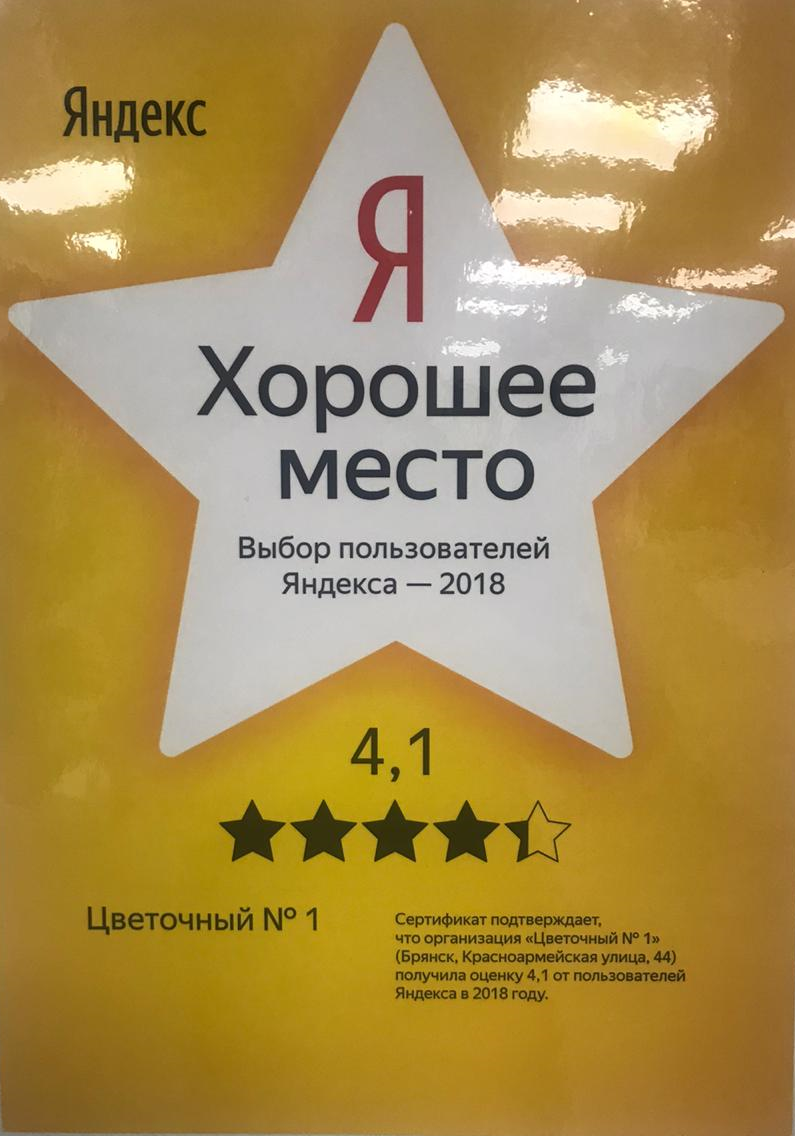 Яндекс
Я
Хорошее
место
Выбор пользователей
Яндекса — 2018
4,1
Цветочный № 1
Сертификат подтверждает,
что организация «Цветочный № 1»
(Брянск, Красноармейская улица, 44)
получила оценку 4,1 от пользователей
Яндекса в 2018 году.